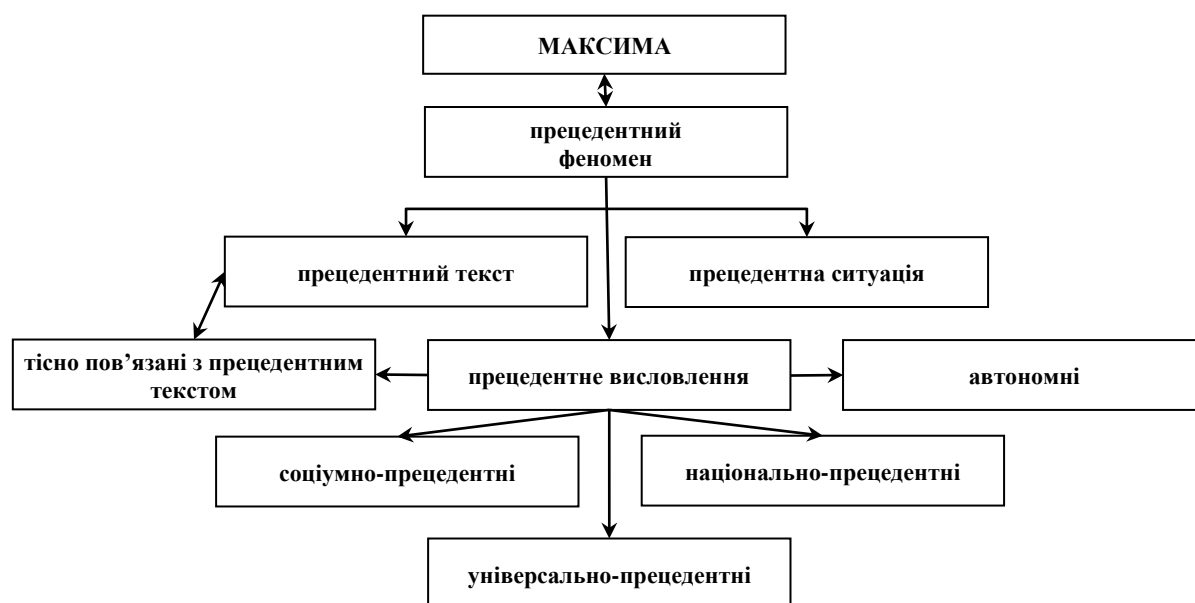 МАКСИМА
прецедентний
феномен
прецедентний текст
прецедентна ситуація
тісно пов’язані з прецедентним
текстом
прецедентне висловлення
автономні
соціумно-прецедентні
національно-прецедентні
універсально-прецедентні